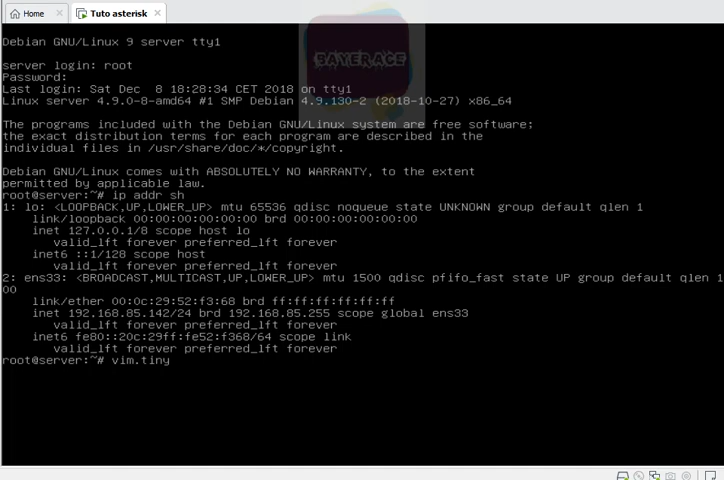 Home
Tuto asterisk
Debian GNU/Linux 9 server tty1
server login: root
Password:
Last login: Sat Dec  8 18:28:34 CET 2018 on tty1
Linux server 4.9.0-8-amd64 #1 SMP Debian 4.9.130-2 (2018-10-27) x86_64
The programs included with the Debian GNU/Linux system are free software;
the exact distribution terms for each program are described in the
individual files in /usr/share/doc/*/copyright.
Debian GNU/Linux comes with ABSOLUTELY NO WARRANTY, to the extent
permitted by applicable law.
root@server:~# ip addr sh
1: lo: <LOOPBACK,UP,LOWER_UP> mtu 65536 qdisc noqueue state UNKNOWN group default qlen 1
    link/loopback 00:00:00:00:00:00 brd 00:00:00:00:00:00
    inet 127.0.0.1/8 scope host lo
       valid_lft forever preferred_lft forever
    inet6 ::1/128 scope host
       valid_lft forever preferred_lft forever
2: ens33: <BROADCAST,MULTICAST,UP,LOWER_UP> mtu 1500 qdisc pfifo_fast state UP group default qlen 1
00
    link/ether 00:0c:29:52:f3:68 brd ff:ff:ff:ff:ff:ff
    inet 192.168.85.142/24 brd 192.168.85.255 scope global ens33
       valid_lft forever preferred_lft forever
    inet6 fe80::20c:29ff:fe52:f368/64 scope link
       valid_lft forever preferred_lft forever
root@server:~# vim.tiny
SAYERACE